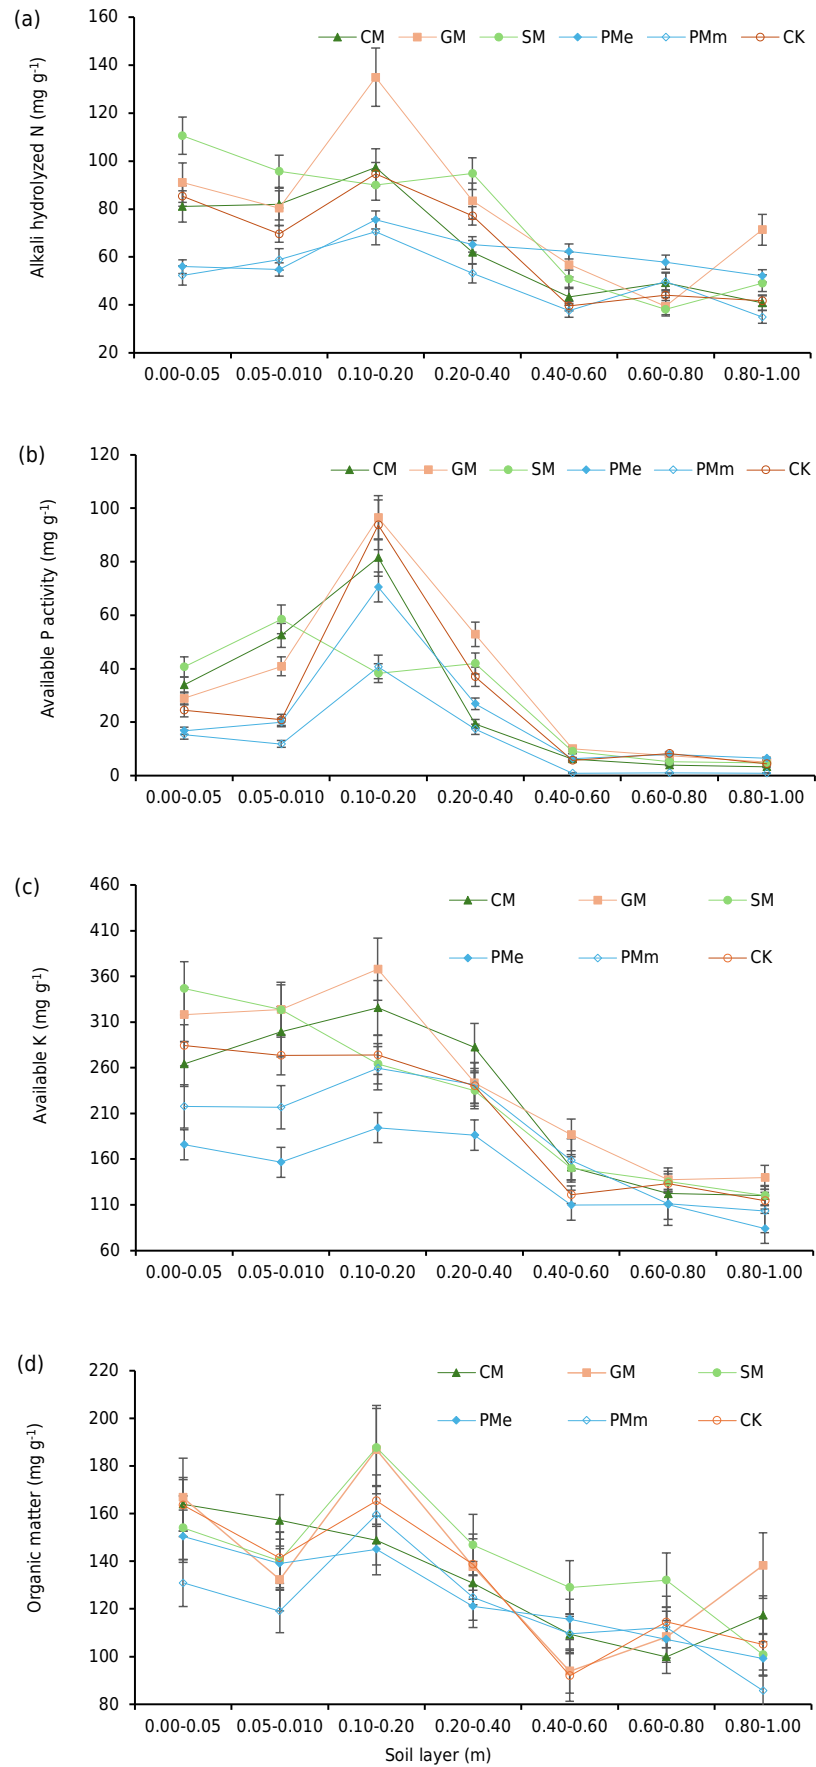 (a)
CM GM SM PMe PMm CK
Alkali hydrolyzed N (mg g-1)
160
140
120
100
80
60
40
20
0.00-0.05 0.05-0.010 0.10-0.20 0.20-0.40 0.40-0.60 0.60-0.80 0.80-1.00
(b)
CM GM SM PMe PMm CK
Available P activity (mg g-1)
120
100
80
60
40
20
0
0.00-0.05 0.05-0.010 0.10-0.20 0.20-0.40 0.40-0.60 0.60-0.80 0.80-1.00
(c)
CM GM SM
PMe PMm CK
Available K (mg g-1)
460
410
360
310
260
210
160
110
60
0.00-0.05 0.05-0.010 0.10-0.20 0.20-0.40 0.40-0.60 0.60-0.80 0.80-1.00
(d)
CM GM SM
PMe PMm CK
Organic matter (mg g-1)
220
200
180
160
140
120
100
80
0.00-0.05 0.05-0.010 0.10-0.20 0.20-0.40 0.40-0.60 0.60-0.80 0.80-1.00
Soil layer (m)